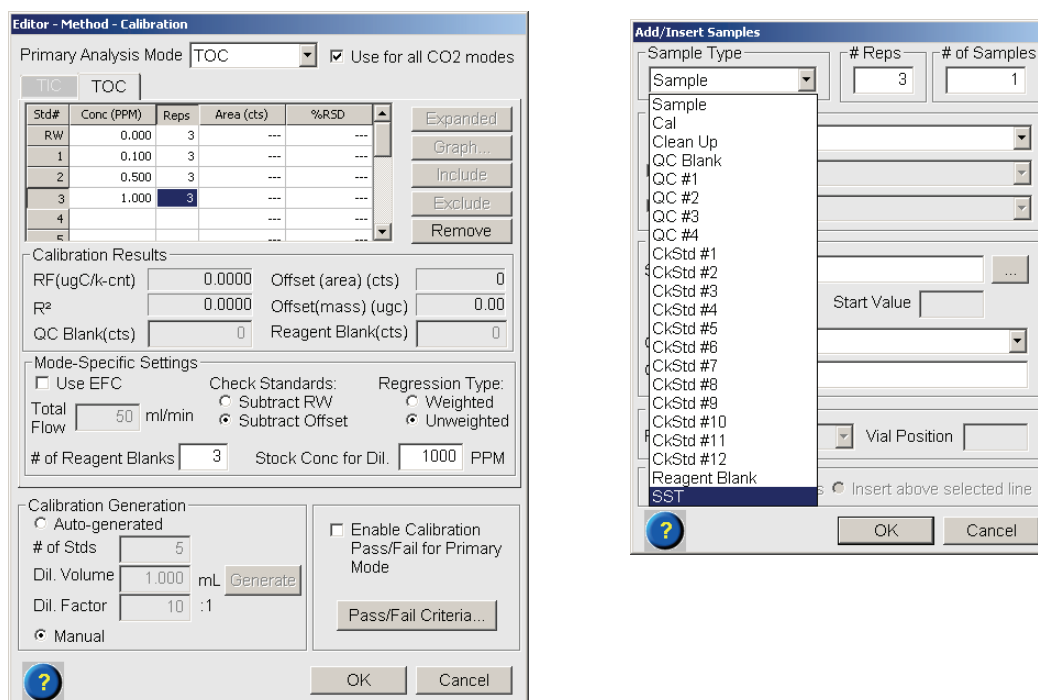 Editor - Method - Calibration
Primary Analysis Mode TOC Use for all CO2 modes
TIC TOC
Std# Conc (PPM) Reps Area (cts) %RSD
RW 0.000 3 --- ---
1 0.100 3 --- ---
2 0.500 3 --- ---
3 1.000 3 --- ---
4 --- ---
5 --- ---
Expanded
Graph...
Include
Exclude
Remove
Calibration Results
RF(ugC/k-cnt) 0.0000 Offset (area) (cts) 0
R² 0.0000 Offset(mass) (ugc) 0.00
QC Blank(cts) 0 Reagent Blank(cts) 0
Mode-Specific Settings
Use EFC Check Standards: Regression Type:
Subtract RW Weighted
Total Flow 50 ml/min Subtract Offset Unweighted
# of Reagent Blanks 3 Stock Conc for Dil. 1000 PPM
Calibration Generation
Auto-generated
# of Stds 5
Dil. Volume 1.000 mL Generate
Dil. Factor 10 :1
Manual
Enable Calibration
Pass/Fail for Primary
Mode
Pass/Fail Criteria...
? OK Cancel
Add/Insert Samples
Sample Type # Reps # of Samples
Sample 3 1
Sample
Cal
Clean Up
QC Blank
QC #1
QC #2
QC #3
QC #4
CkStd #1
CkStd #2
CkStd #3
CkStd #4
CkStd #5
CkStd #6
CkStd #7
CkStd #8
CkStd #9
CkStd #10
CkStd #11
CkStd #12
Reagent Blank
SST
...
Start Value
Vial Position
Insert above selected line
? OK Cancel